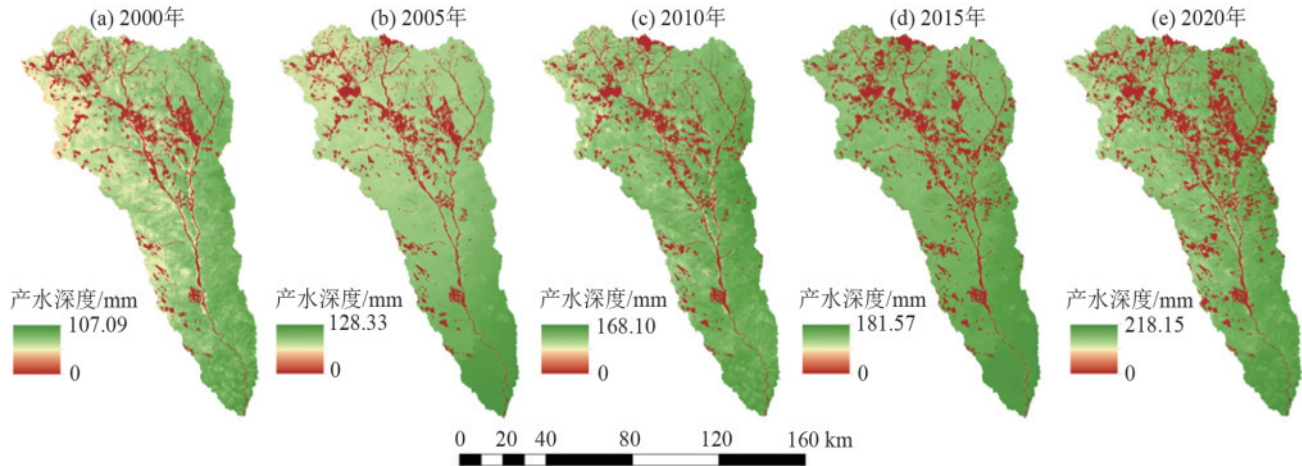 (a) 2000年
(b) 2005年
(c) 2010年
(d) 2015年
(e) 2020年
产水深度/mm
107.09
0
产水深度/mm
128.33
0
产水深度/mm
168.10
0
产水深度/mm
181.57
0
产水深度/mm
218.15
0
0 20 40 80 120 160 km